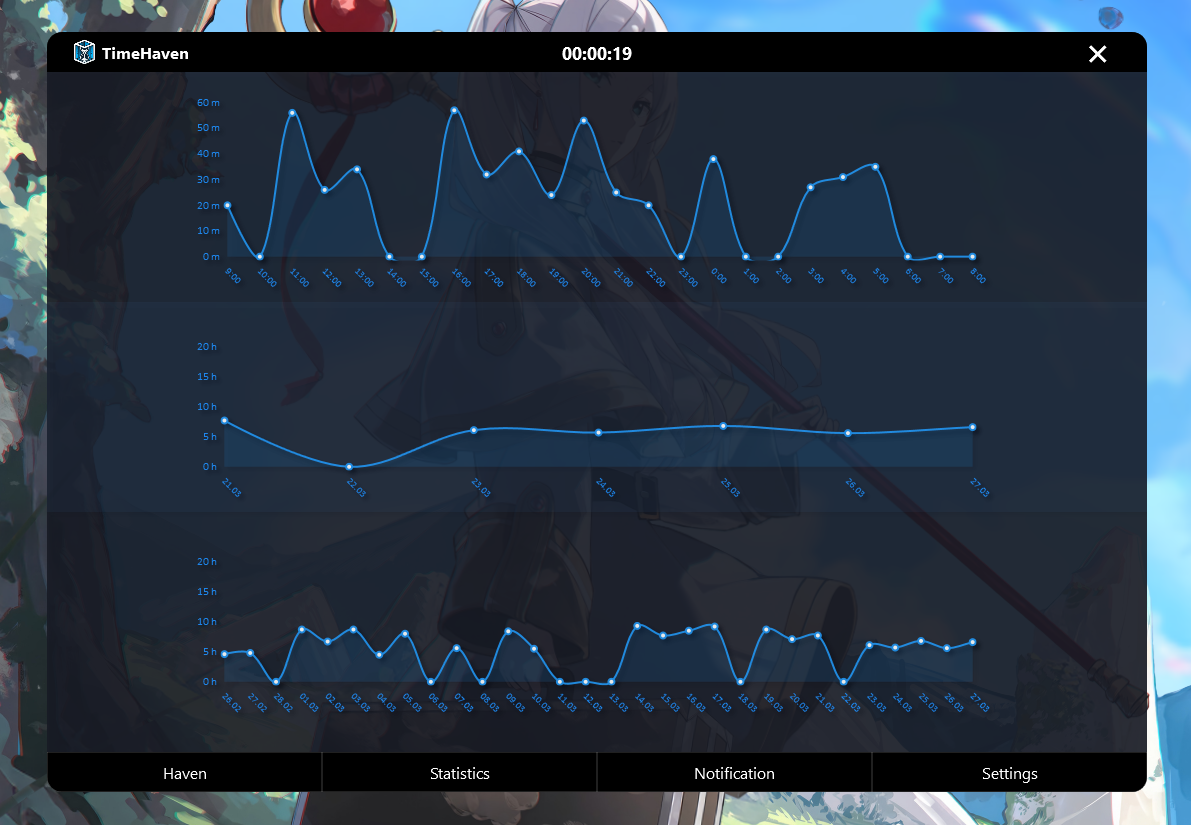 TimeHaven
00:00:19
60 m
50 m
40 m
30 m
20 m
10 m
0 m
9:00 10:00 11:00 12:00 13:00 14:00 15:00 16:00 17:00 18:00 19:00 20:00 21:00 22:00 23:00 0:00 1:00 2:00 3:00 4:00 5:00 6:00 7:00 8:00
20 h
15 h
10 h
5 h
0 h
21.03 22.03 23.03 24.03 25.03 26.03 27.03
20 h
15 h
10 h
5 h
0 h
26.02 27.02 28.02 01.03 02.03 03.03 04.03 05.03 06.03 07.03 08.03 09.03 10.03 11.03 12.03 13.03 14.03 15.03 16.03 17.03 18.03 19.03 20.03 21.03 22.03 23.03 24.03 25.03 26.03 27.03
Haven Statistics Notification Settings